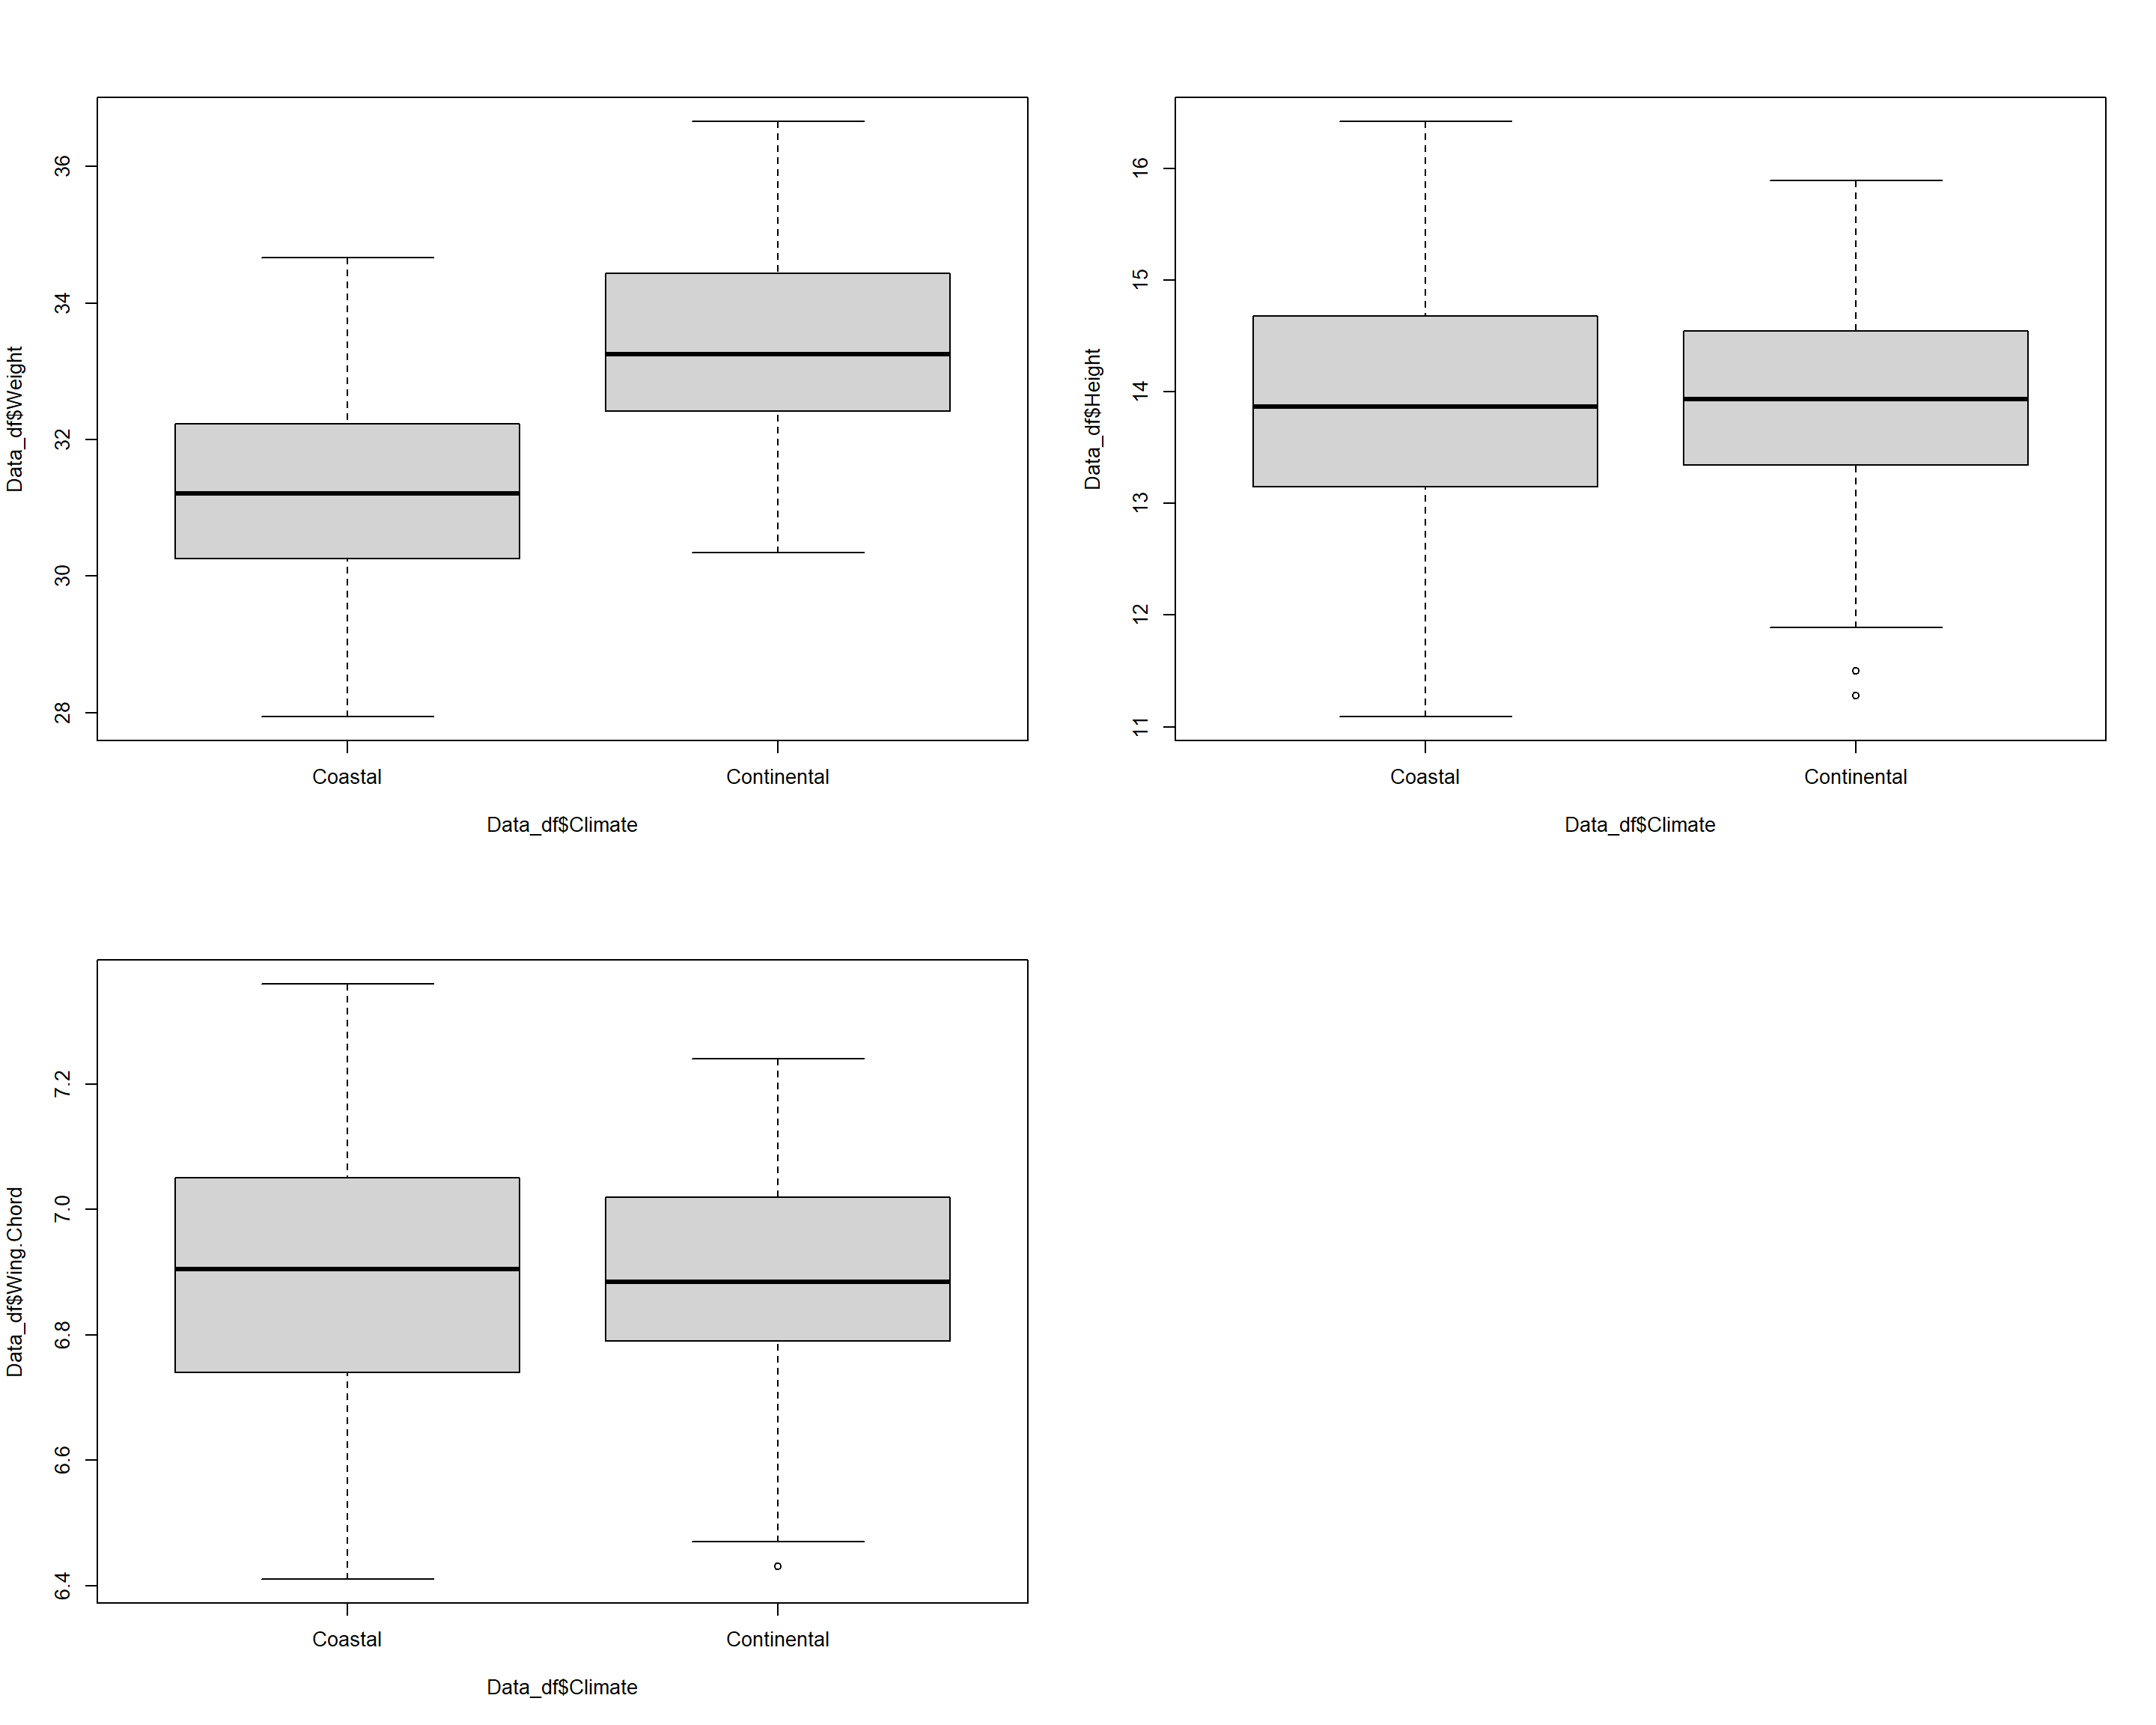 Data_df$Weight
36
34
32
30
28
Coastal
Continental
Data_df$Climate
Data_df$Height
16
15
14
13
12
11
Coastal
Continental
Data_df$Climate
Data_df$Wing.Chord
7.2
7.0
6.8
6.6
6.4
Coastal
Continental
Data_df$Climate